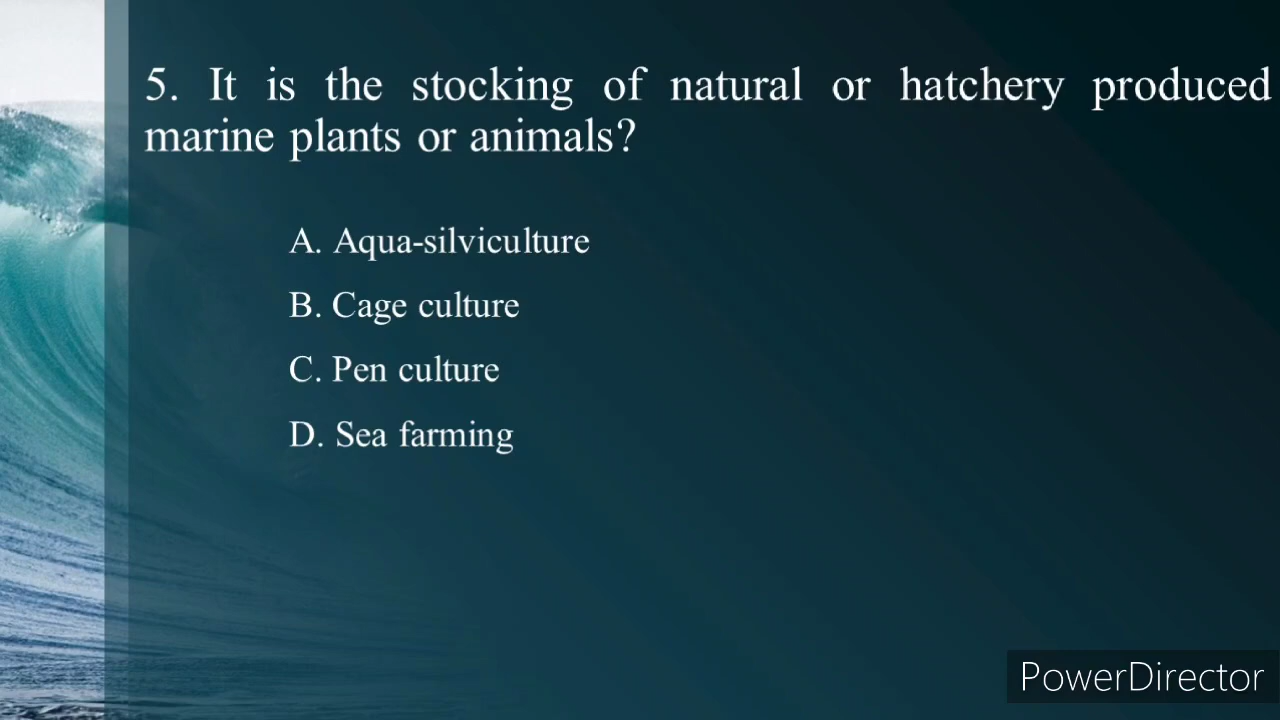 5. It is the stocking of natural or hatchery produced
marine plants or animals?
A. Aqua-silviculture
B. Cage culture
C. Pen culture
D. Sea farming
PowerDirector